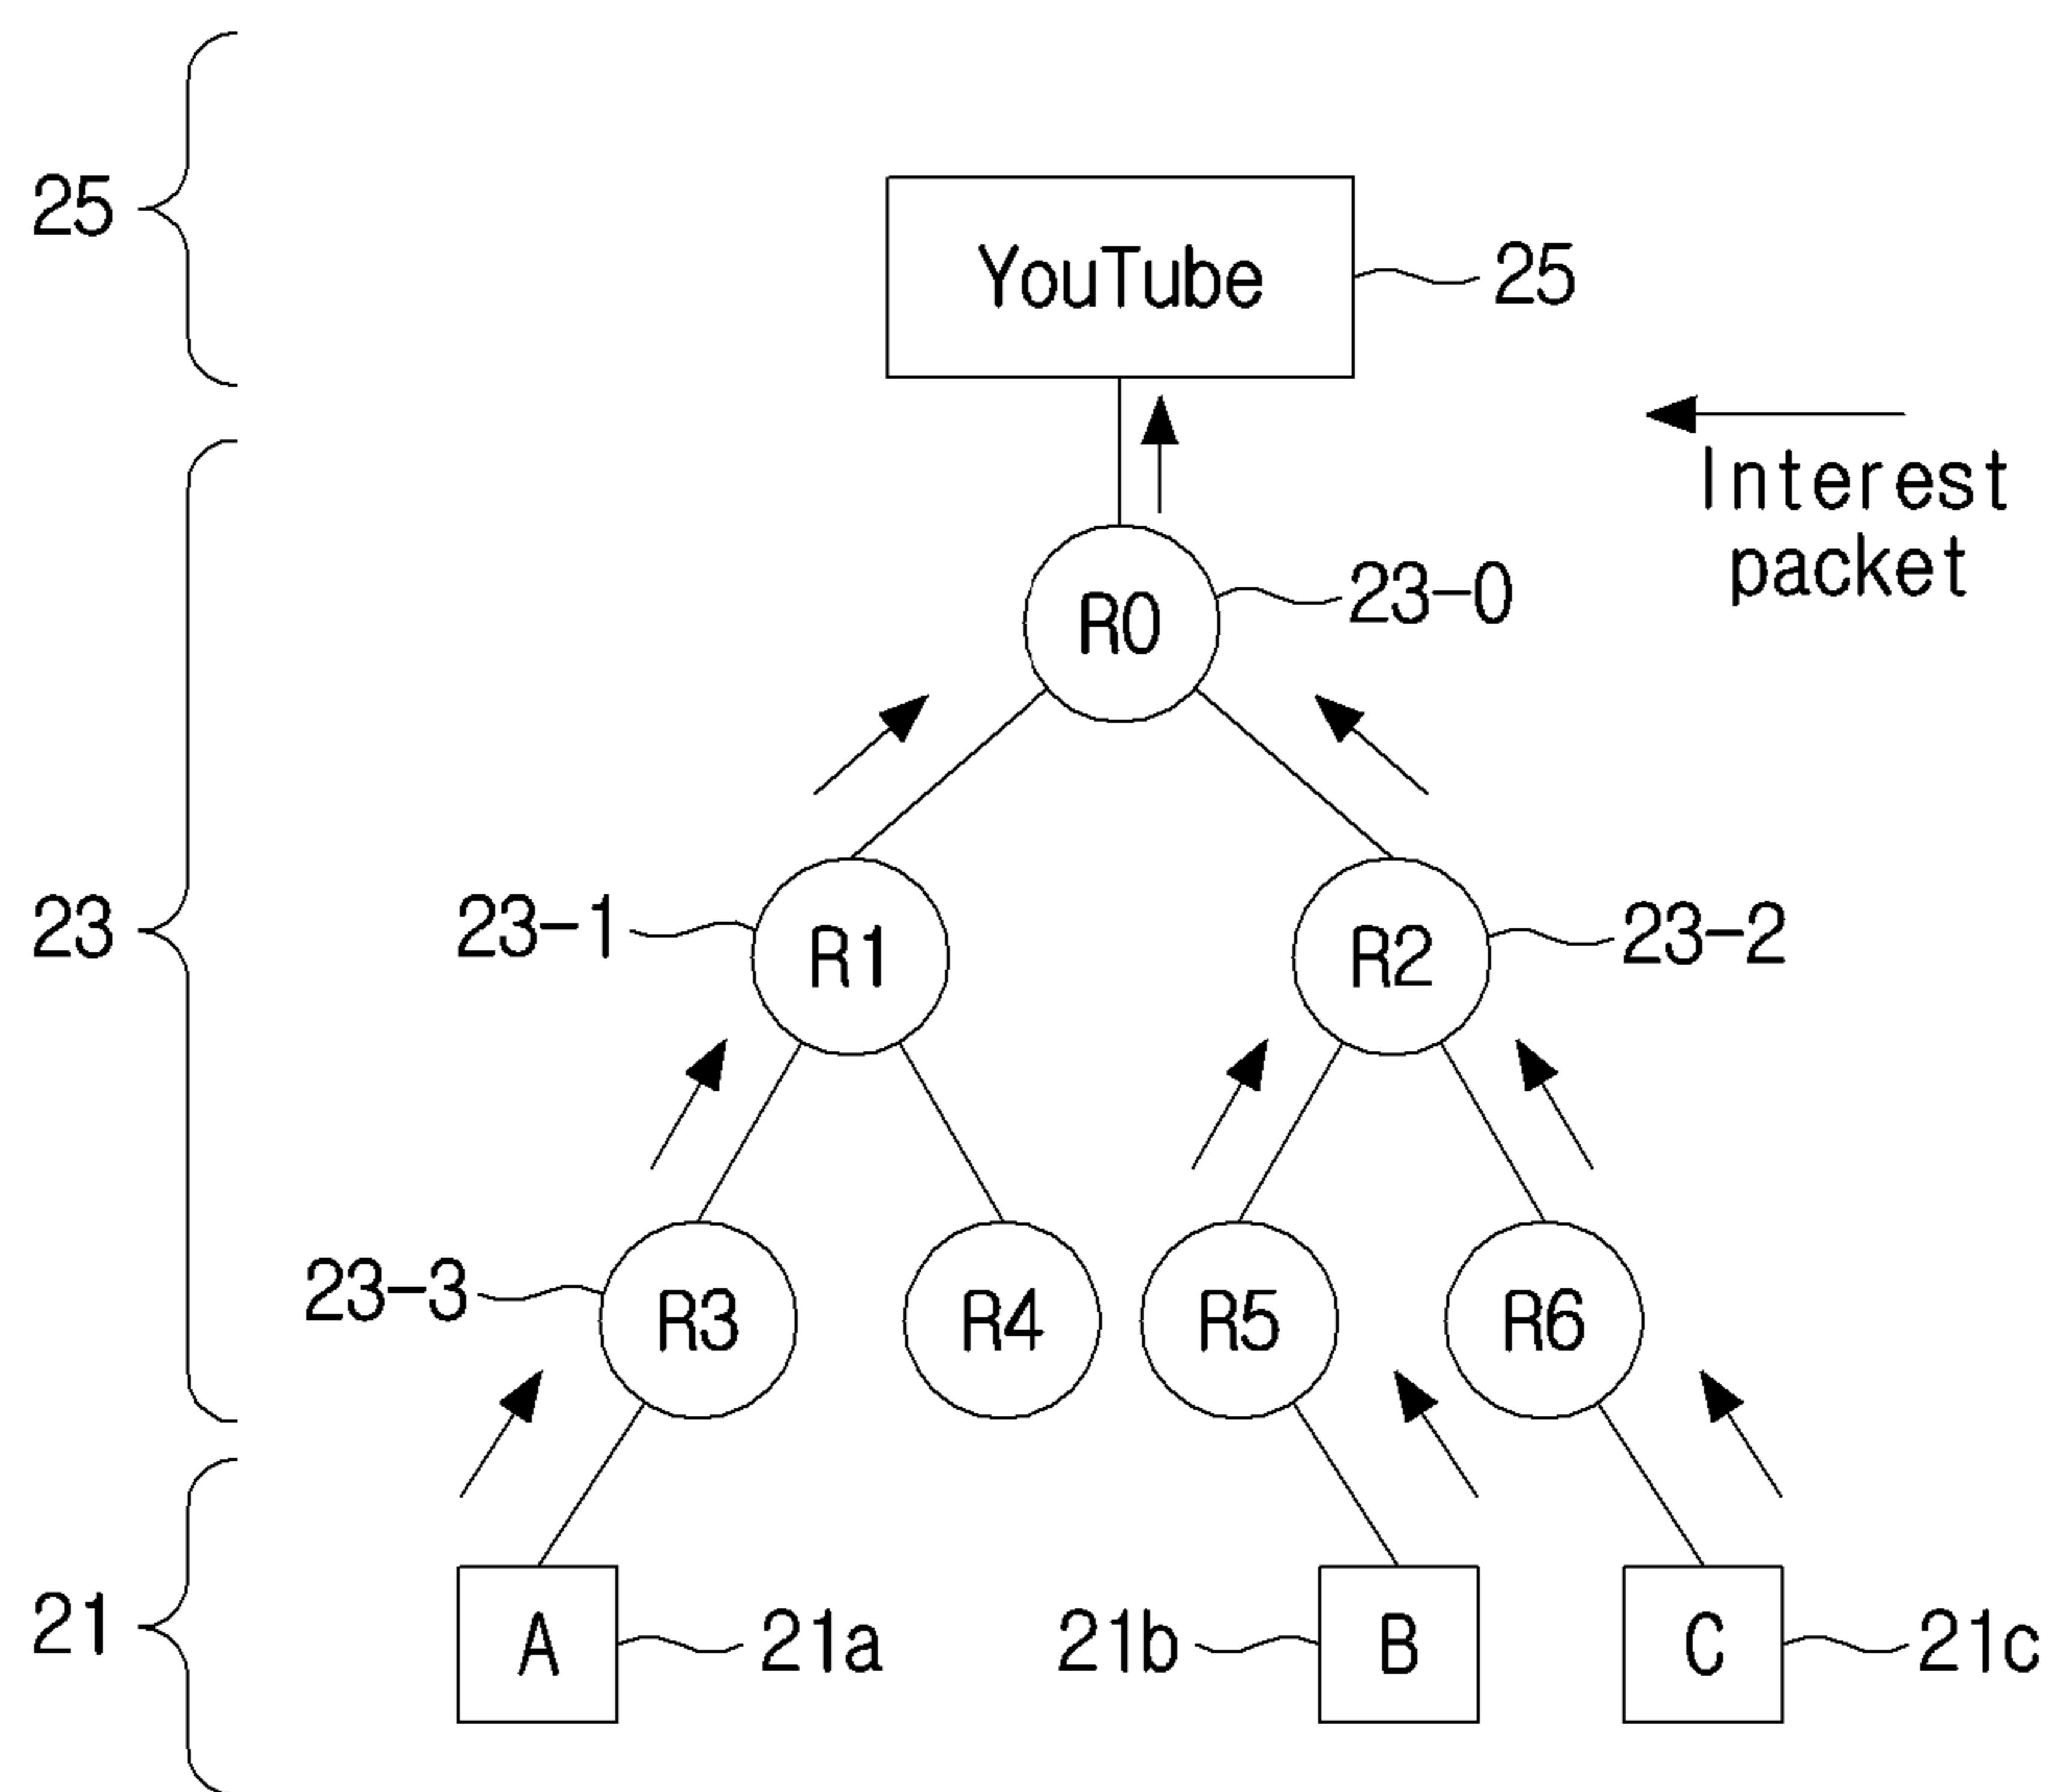 25
YouTube
25
Interest
packet
R0
23-0
23
23-1
R1
R2
23-2
23-3
R3
R4
R5
R6
21
A
21a
21b
B
C
21c